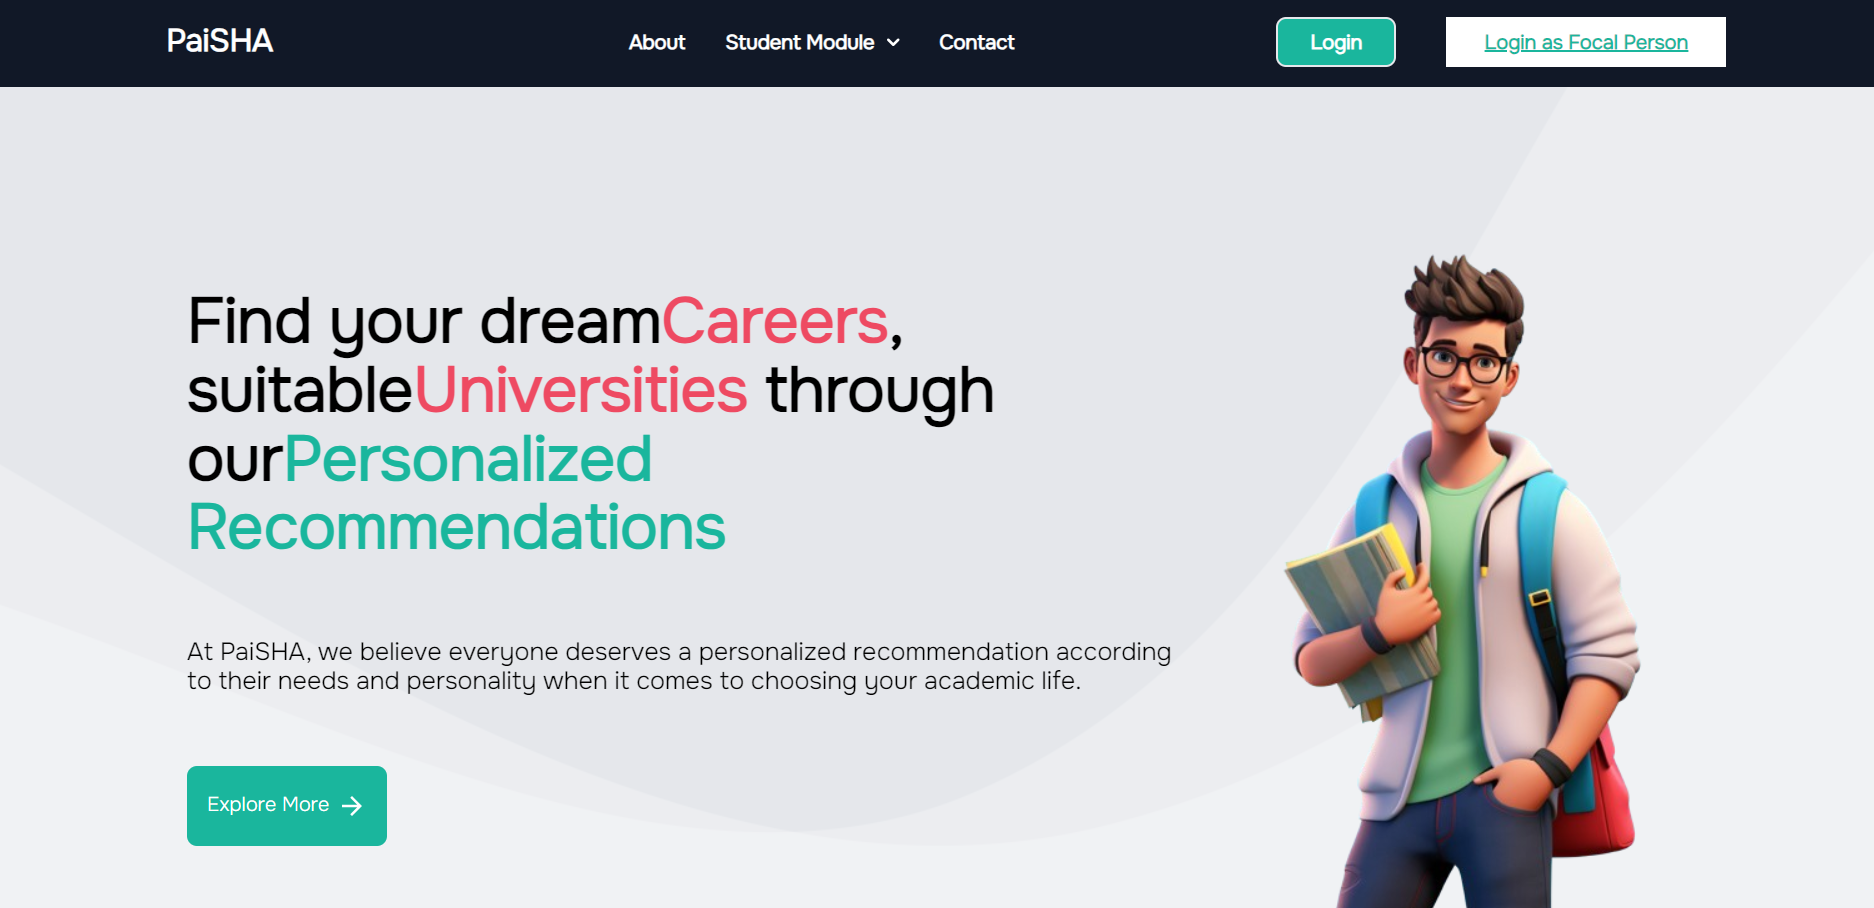 PaiSHA
About
Student Module
Contact
Login
Login as Focal Person
Find your dreamCareers,
suitableUniversities through
ourPersonalized
Recommendations
At PaiSHA, we believe everyone deserves a personalized recommendation according
to their needs and personality when it comes to choosing your academic life.
Explore More